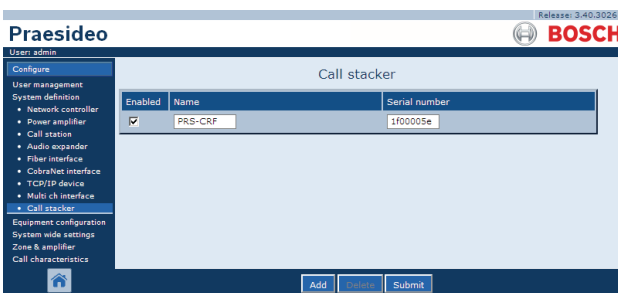 Release: 3.40.3026
Praesideo
BOSCH
User: admin
Configure
User management
System definition
• Network controller
• Power amplifier
• Call station
• Audio expander
• Fiber interface
• CobraNet interface
• TCP/IP device
• Multi ch interface
• Call stacker
Equipment configuration
System wide settings
Zone & amplifier
Call characteristics
Call stacker
Enabled Name Serial number
PRS-CRF 1f00005e
Add Delete Submit